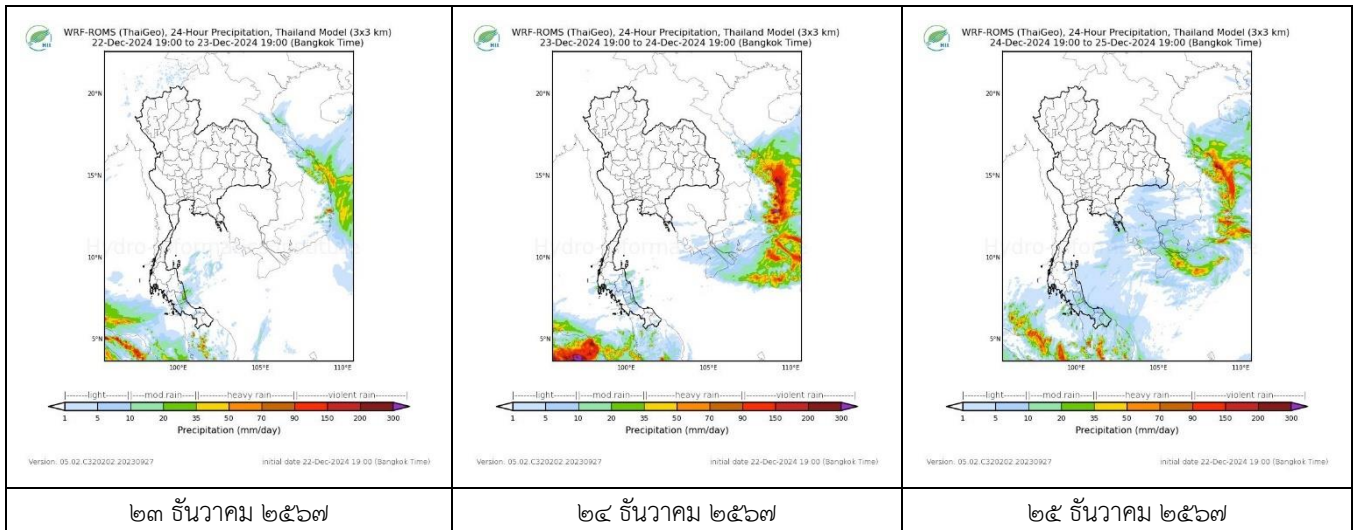 HII
WRF-ROMS (ThaiGeo), 24-Hour Precipitation, Thailand Model (3x3 km)
22-Dec-2024 19:00 to 23-Dec-2024 19:00 (Bangkok Time)
20°N
15°N
10°N
5°N
100°E 105°E 110°E
light mod rain heavy rain violent rain
1 5 10 20 35 50 70 90 150 200 300
Precipitation (mm/day)
Version: 05.02.C320202.20230927 initial date 22-Dec-2024 19:00 (Bangkok Time)
๒๓ ธันวาคม ๒๕๖๗
HII
WRF-ROMS (ThaiGeo), 24-Hour Precipitation, Thailand Model (3x3 km)
23-Dec-2024 19:00 to 24-Dec-2024 19:00 (Bangkok Time)
20°N
15°N
10°N
5°N
100°E 105°E 110°E
light mod rain heavy rain violent rain
1 5 10 20 35 50 70 90 150 200 300
Precipitation (mm/day)
Version: 05.02.C320202.20230927 initial date 22-Dec-2024 19:00 (Bangkok Time)
๒๔ ธันวาคม ๒๕๖๗
HII
WRF-ROMS (ThaiGeo), 24-Hour Precipitation, Thailand Model (3x3 km)
24-Dec-2024 19:00 to 25-Dec-2024 19:00 (Bangkok Time)
20°N
15°N
10°N
5°N
100°E 105°E 110°E
light mod rain heavy rain violent rain
1 5 10 20 35 50 70 90 150 200 300
Precipitation (mm/day)
Version: 05.02.C320202.20230927 initial date 22-Dec-2024 19:00 (Bangkok Time)
๒๕ ธันวาคม ๒๕๖๗